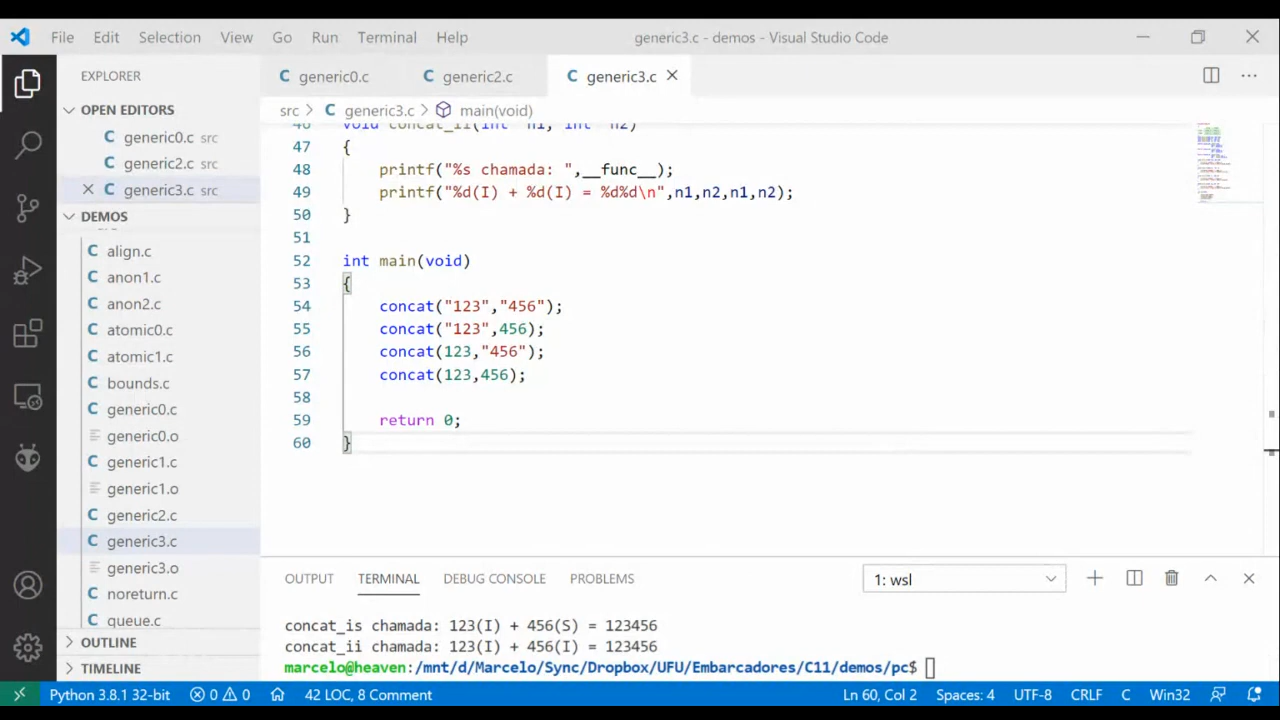 File Edit Selection View Go Run Terminal Help generic3.c - demos - Visual Studio Code
EXPLORER
OPEN EDITORS
generic0.c src
generic2.c src
generic3.c src
DEMOS
align.c
anon1.c
anon2.c
atomic0.c
atomic1.c
bounds.c
generic0.c
generic0.o
generic1.c
generic1.o
generic2.c
generic3.c
generic3.o
noreturn.c
queue.c
OUTLINE
TIMELINE
generic0.c generic2.c generic3.c
src > generic3.c > main(void)
46 void concat_ii(int n1, int n2)
47 {
48 printf("%s chamada: ",__func__);
49 printf("%d(I) + %d(I) = %d%d\n",n1,n2,n1,n2);
50 }
51
52 int main(void)
53 {
54 concat("123","456");
55 concat("123",456);
56 concat(123,"456");
57 concat(123,456);
58
59 return 0;
60 }
OUTPUT TERMINAL DEBUG CONSOLE PROBLEMS 1: wsl
concat_is chamada: 123(I) + 456(S) = 123456
concat_ii chamada: 123(I) + 456(I) = 123456
marcelo@heaven:/mnt/d/Marcelo/Sync/Dropbox/UFU/Embarcadores/C11/demos/pc$
Python 3.8.1 32-bit 0 0 42 LOC, 8 Comment Ln 60, Col 2 Spaces: 4 UTF-8 CRLF C Win32